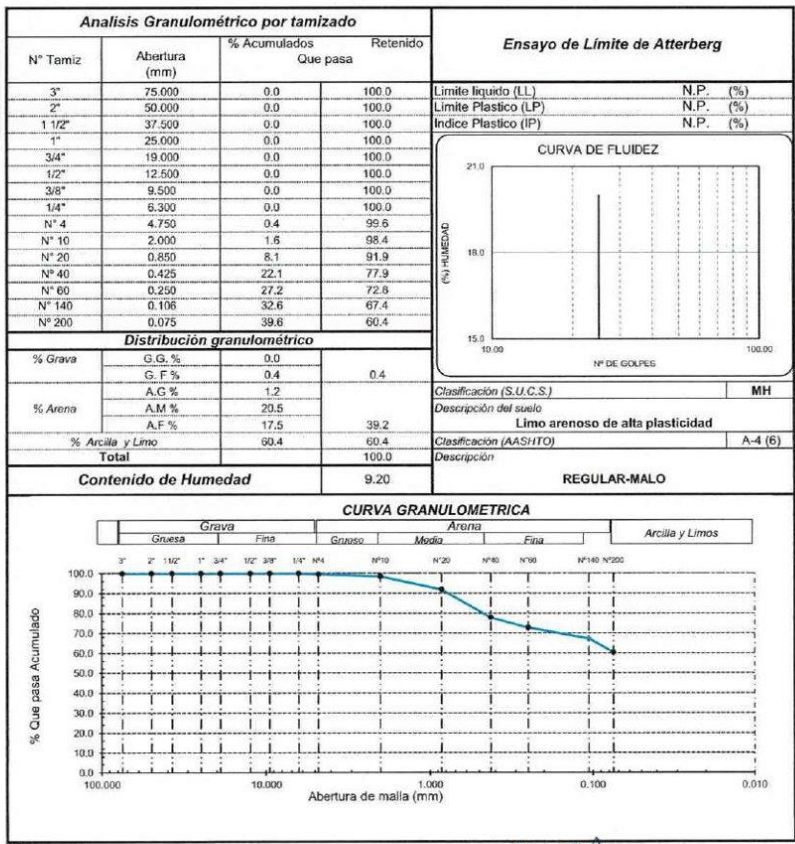 Analisis Granulométrico por tamizado
N° Tamiz Abertura (mm) % Acumulados Retenido Que pasa
3" 75.000 0.0 100.0
2" 50.000 0.0 100.0
1 1/2" 37.500 0.0 100.0
1" 25.000 0.0 100.0
3/4" 19.000 0.0 100.0
1/2" 12.500 0.0 100.0
3/8" 9.500 0.0 100.0
1/4" 6.300 0.0 100.0
N° 4 4.750 0.4 99.6
N° 10 2.000 1.6 98.4
N° 20 0.850 8.1 91.9
Nº 40 0.425 22.1 77.9
N° 60 0.250 27.2 72.8
N° 140 0.106 32.6 67.4
Nº 200 0.075 39.6 60.4
Distribución granulométrico
% Grava G.G. % 0.0
G. F % 0.4 0.4
A.G % 1.2
% Arena A.M % 20.5
A.F % 17.5 39.2
% Arcilla y Limo 60.4 60.4
Total 100.0
Contenido de Humedad 9.20
Ensayo de Límite de Atterberg
Limite liquido (LL) N.P. (%)
Limite Plastico (LP) N.P. (%)
Indice Plastico (IP) N.P. (%)
CURVA DE FLUIDEZ
21.0
18.0
15.0
(%) HUMEDAD
10.00 100.00
Nº DE GOLPES
Clasificación (S.U.C.S.) MH
Descripción del suelo
Limo arenoso de alta plasticidad
Clasificación (AASHTO) A-4 (6)
Descripción
REGULAR-MALO
CURVA GRANULOMETRICA
Grava Arena Arcilla y Limos
Gruesa Fina Grueso Media Fina
3" 2" 11/2" 1" 3/4" 1/2" 3/8" 1/4" Nº4 Nº10 N°20 N°40 N°60 Nº140 N°200
100.0
90.0
80.0
70.0
60.0
50.0
40.0
30.0
20.0
10.0
0.0
% Que pasa Acumulado
100.000 10.000 1.000 0.100 0.010
Abertura de malla (mm)